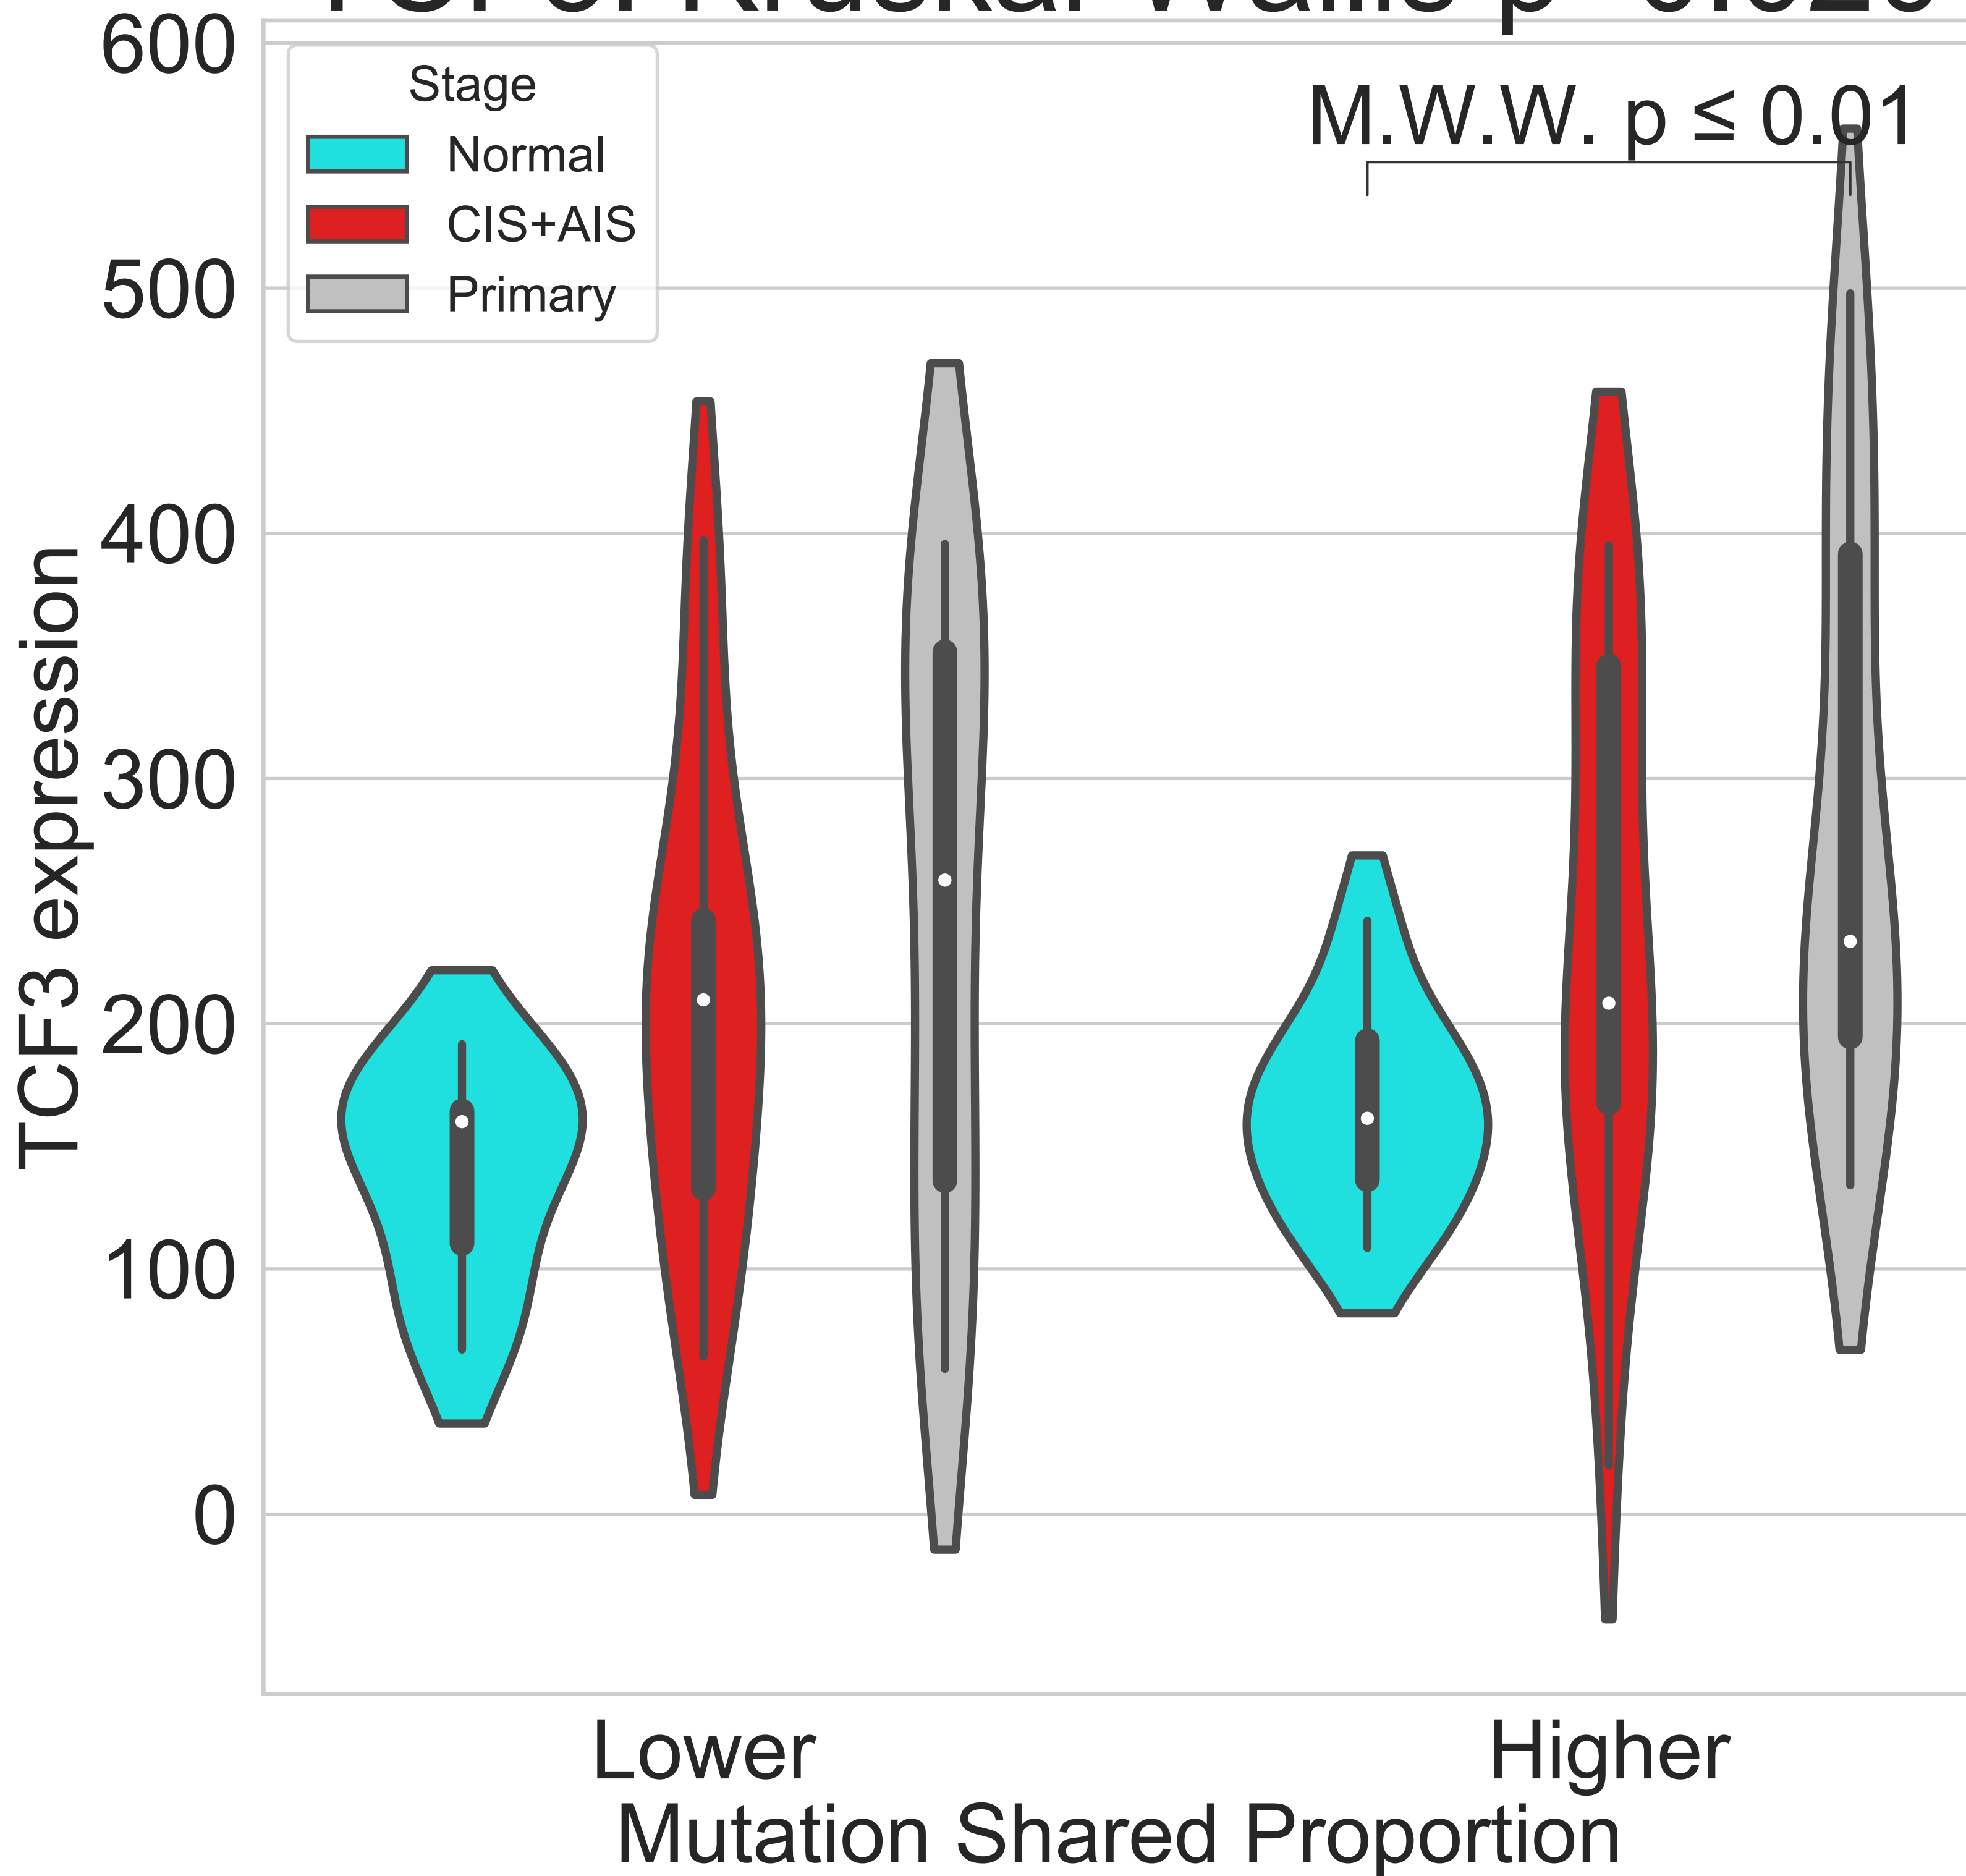 600
500
400
300
200
100
0
TCF3 expression
Stage
Normal
CIS+AIS
Primary
M.W.W. p ≤ 0.01
Lower
Higher
Mutation Shared Proportion